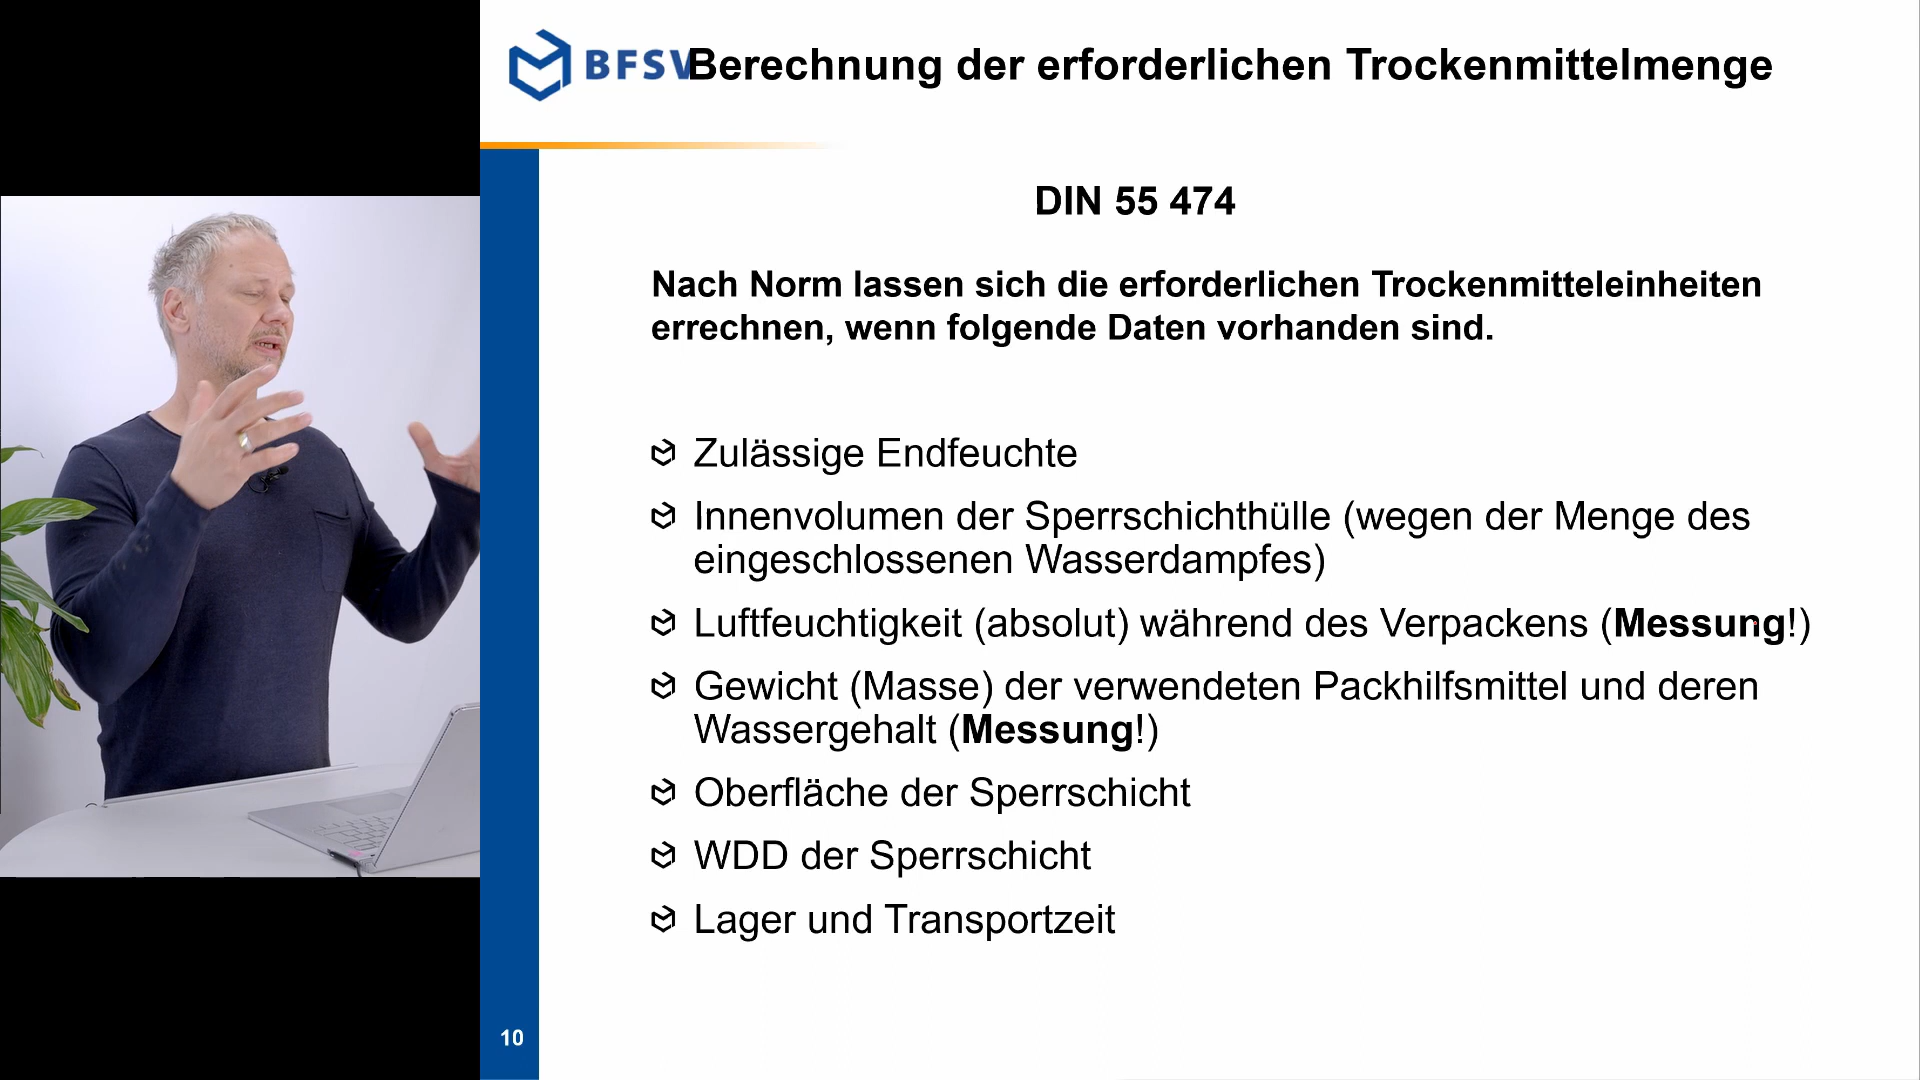 BFSV
Berechnung der erforderlichen Trockenmittelmenge
DIN 55 474
Nach Norm lassen sich die erforderlichen Trockenmitteleinheiten
errechnen, wenn folgende Daten vorhanden sind.
Zulässige Endfeuchte
Innenvolumen der Sperrschichthülle (wegen der Menge des
eingeschlossenen Wasserdampfes)
Luftfeuchtigkeit (absolut) während des Verpackens (Messung!)
Gewicht (Masse) der verwendeten Packhilfsmittel und deren
Wassergehalt (Messung!)
Oberfläche der Sperrschicht
WDD der Sperrschicht
Lager und Transportzeit
10